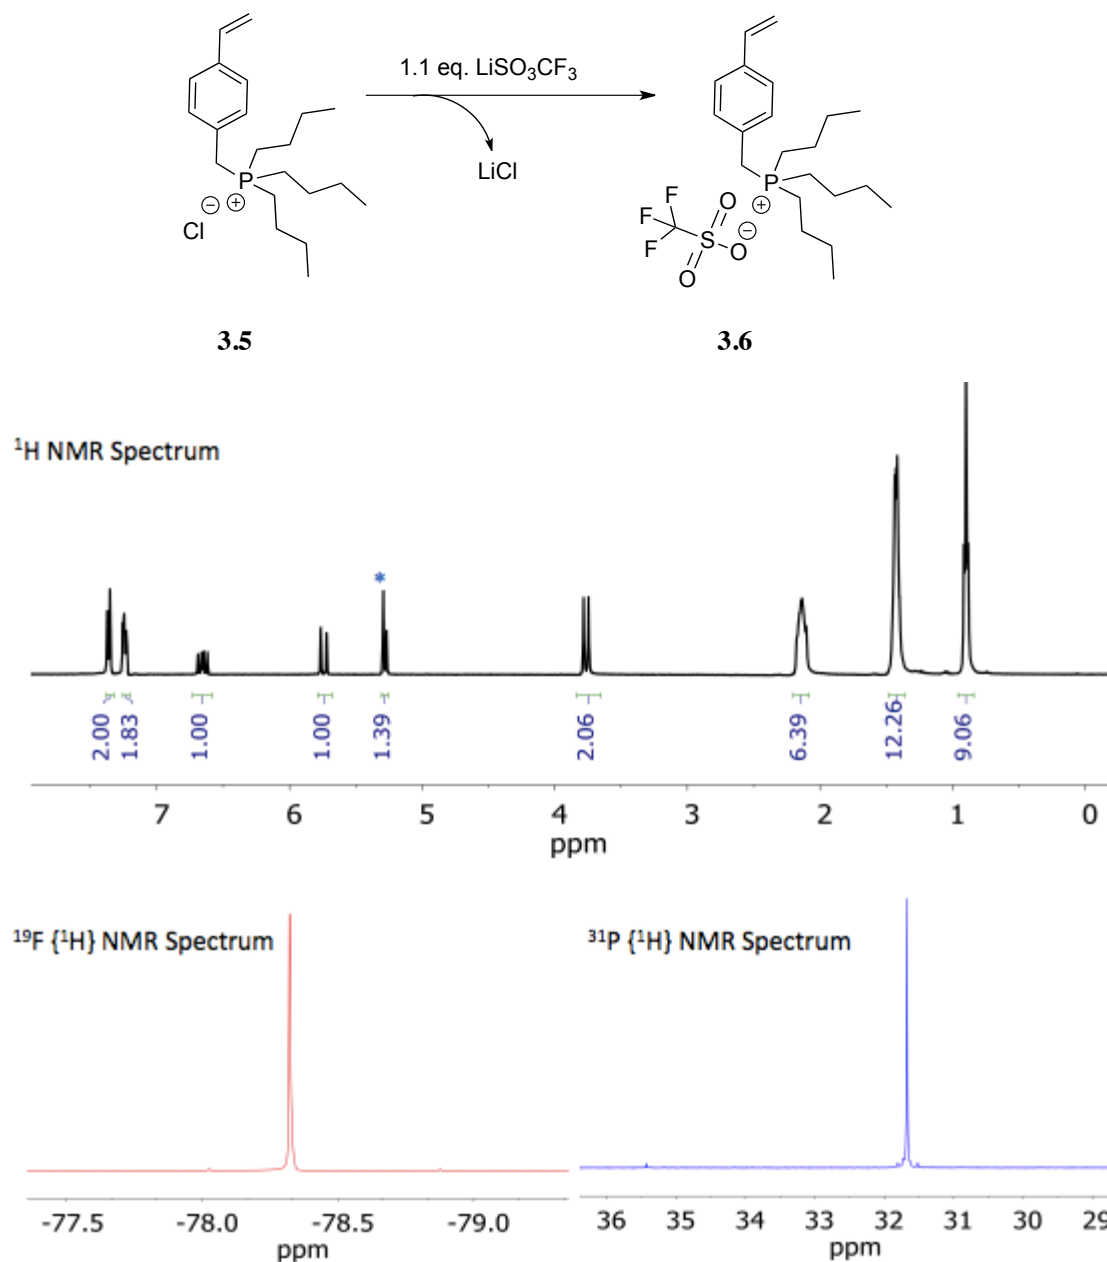 1.1 eq. LiSO₃CF₃
LiCl
P
⊕
⊖
Cl
P
⊕
F
F
F
S
O
O
O
⊖
3.5
3.6
¹H NMR Spectrum
*
2.00
1.83
1.00
1.00
1.39
2.06
6.39
12.26
9.06
7 6 5 4 3 2 1 0
ppm
¹⁹F {¹H} NMR Spectrum
-77.5 -78.0 -78.5 -79.0
ppm
³¹P {¹H} NMR Spectrum
36 35 34 33 32 31 30 29
ppm